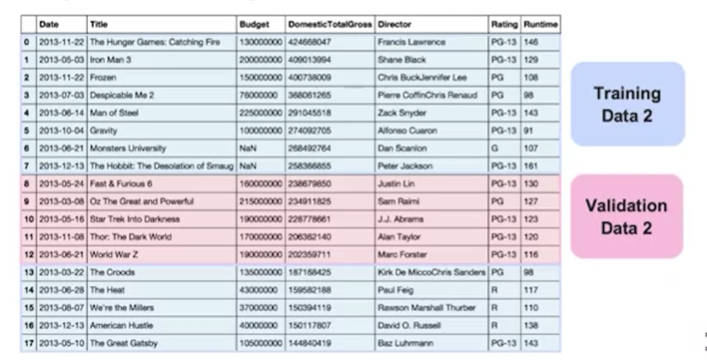 Date Title Budget DomesticTotalGross Director Rating Runtime
0 2013-11-22 The Hunger Games: Catching Fire 130000000 424668047 Francis Lawrence PG-13 146
1 2013-05-03 Iron Man 3 200000000 409013994 Shane Black PG-13 129
2 2013-11-22 Frozen 150000000 400738009 Chris BuckJennifer Lee PG 108
3 2013-07-03 Despicable Me 2 76000000 368061265 Pierre CoffinChris Renaud PG 98
4 2013-06-14 Man of Steel 225000000 291045518 Zack Snyder PG-13 143
5 2013-10-04 Gravity 100000000 274092705 Alfonso Cuaron PG-13 91
6 2013-06-21 Monsters University NaN 268492764 Dan Scanlon G 107
7 2013-12-13 The Hobbit: The Desolation of Smaug NaN 258366855 Peter Jackson PG-13 161
8 2013-05-24 Fast & Furious 6 160000000 238679850 Justin Lin PG-13 130
9 2013-03-08 Oz The Great and Powerful 215000000 234911825 Sam Raimi PG 127
10 2013-05-16 Star Trek Into Darkness 190000000 228778661 J.J. Abrams PG-13 123
11 2013-11-08 Thor: The Dark World 170000000 206362140 Alan Taylor PG-13 120
12 2013-06-21 World War Z 190000000 202359711 Marc Forster PG-13 116
13 2013-03-22 The Croods 135000000 187168425 Kirk De MiccoChris Sanders PG 98
14 2013-06-28 The Heat 43000000 159582188 Paul Feig R 117
15 2013-08-07 We're the Millers 37000000 150394119 Rawson Marshall Thurber R 110
16 2013-12-13 American Hustle 40000000 150117807 David O. Russell R 138
17 2013-05-10 The Great Gatsby 105000000 144840419 Baz Luhrmann PG-13 143
Training
Data 2
Validation
Data 2